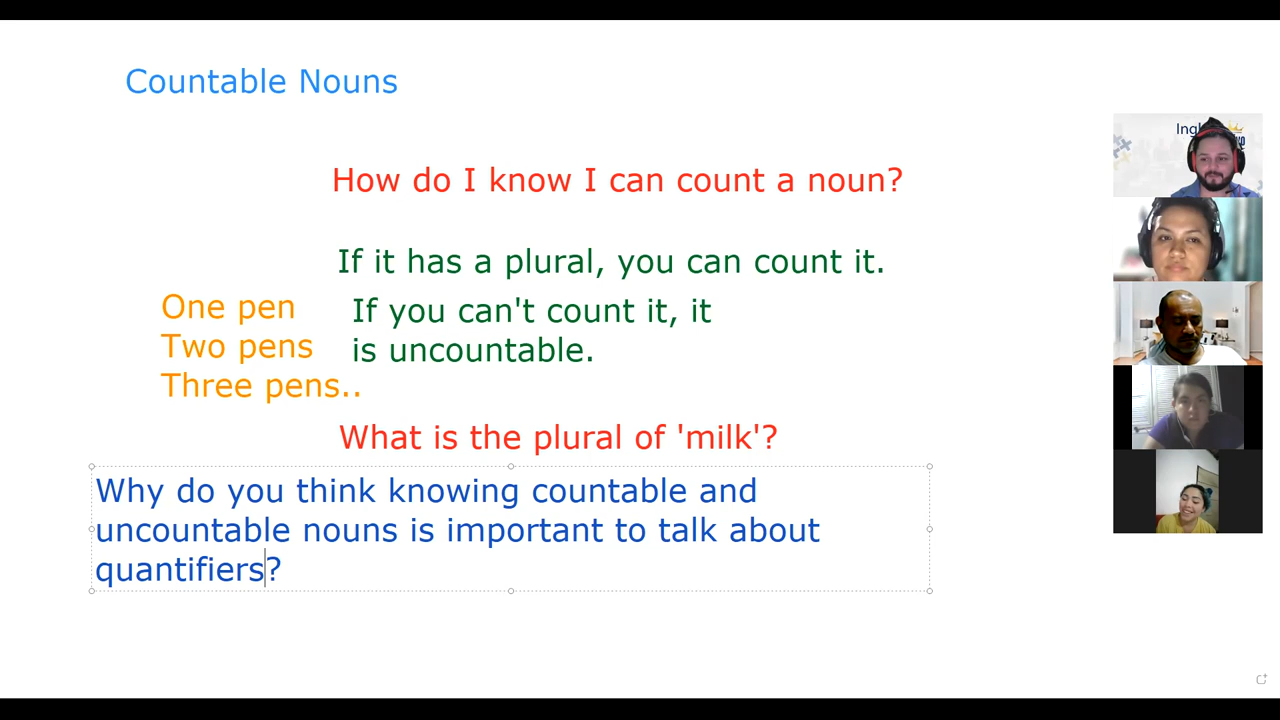 Countable Nouns
How do I know I can count a noun?
If it has a plural, you can count it.
One pen
Two pens
Three pens..
If you can't count it, it
is uncountable.
What is the plural of 'milk'?
Why do you think knowing countable and
uncountable nouns is important to talk about
quantifiers?